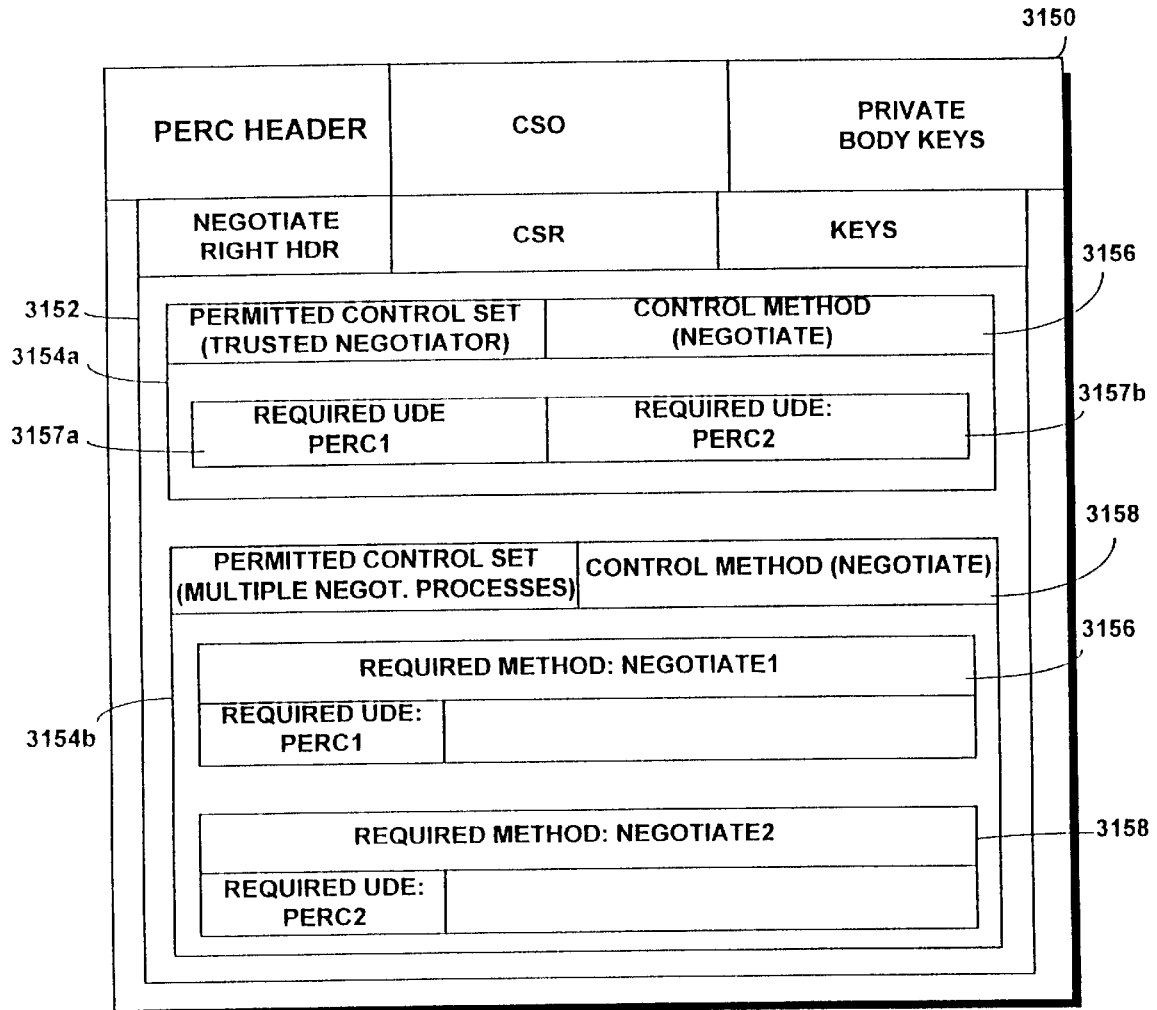 3150
PERC HEADER
CSO
PRIVATE
BODY KEYS
NEGOTIATE
RIGHT HDR
CSR
KEYS
3156
3152
PERMITTED CONTROL SET
(TRUSTED NEGOTIATOR)
CONTROL METHOD
(NEGOTIATE)
3154a
REQUIRED UDE
PERC1
REQUIRED UDE:
PERC2
3157b
3157a
3158
PERMITTED CONTROL SET
(MULTIPLE NEGOT. PROCESSES)
CONTROL METHOD (NEGOTIATE)
3156
REQUIRED METHOD: NEGOTIATE1
REQUIRED UDE:
PERC1
3154b
REQUIRED METHOD: NEGOTIATE2
3158
REQUIRED UDE:
PERC2